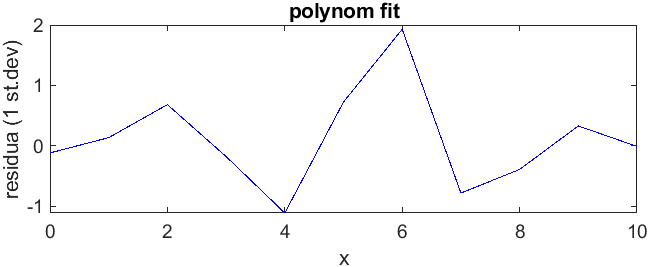 polynom fit
residua (1 st.dev)
2
1
0
-1
0 2 4 6 8 10
x